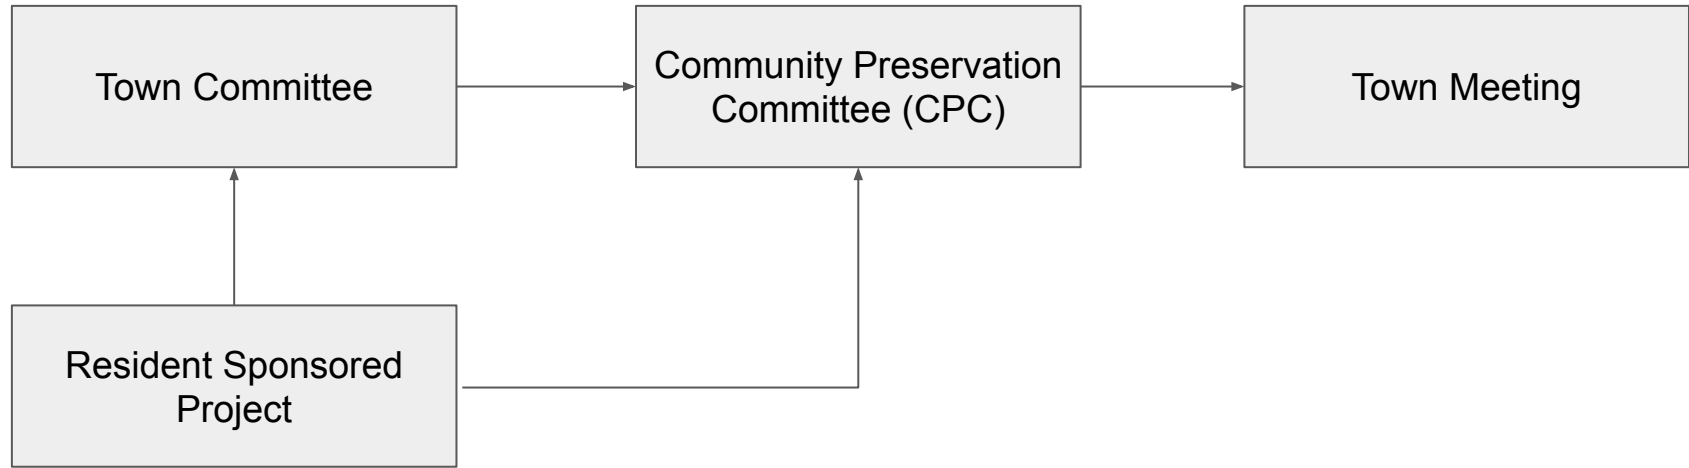 Town Committee
Community Preservation
Committee (CPC)
Town Meeting
Resident Sponsored
Project